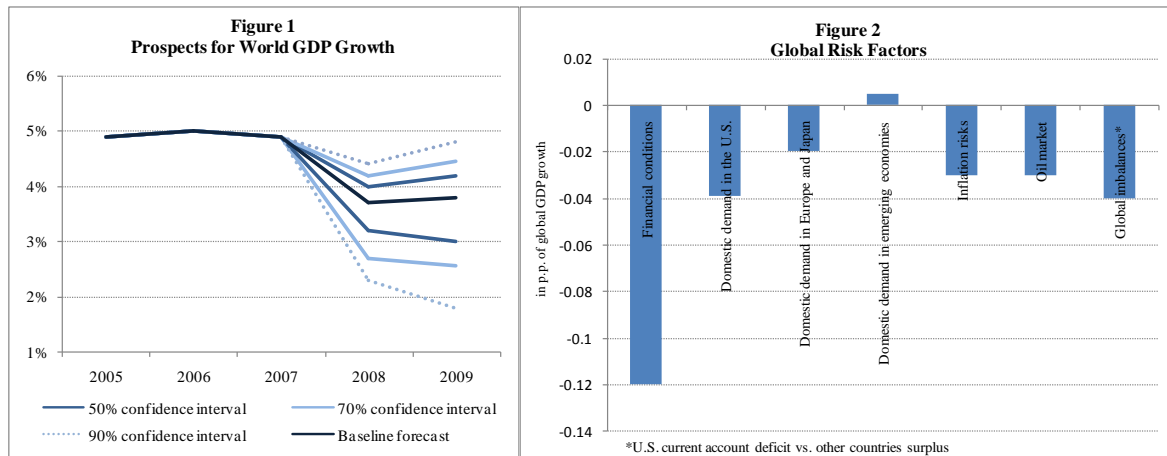 Figure 1
Prospects for World GDP Growth
6%
5%
4%
3%
2%
1%
2005 2006 2007 2008 2009
50% confidence interval 70% confidence interval
90% confidence interval Baseline forecast
Figure 2
Global Risk Factors
in p.p. of global GDP growth
0.02
0
-0.02
-0.04
-0.06
-0.08
-0.1
-0.12
-0.14
Financial conditions
Domestic demand in the U.S.
Domestic demand in Europe and Japan
Domestic demand in emerging economies
Inflation risks
Oil market
Global imbalances*
*U.S. current account deficit vs. other countries surplus